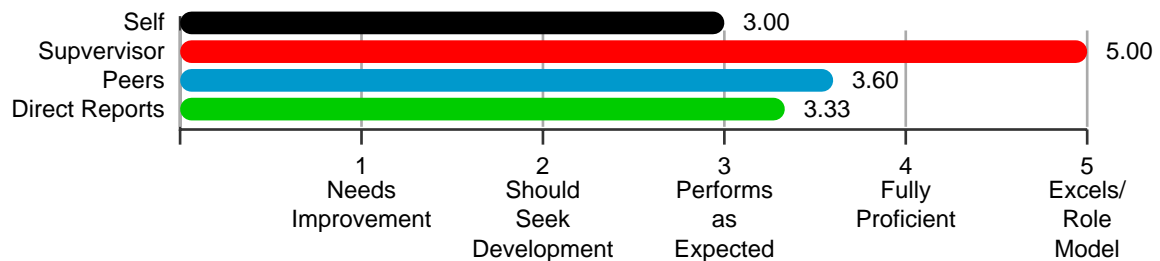 Self 3.00
Supvervisor 5.00
Peers 3.60
Direct Reports 3.33
1 2 3 4 5
Needs Should Performs Fully Excels/
Improvement Seek as Proficient Role
Development Expected Model